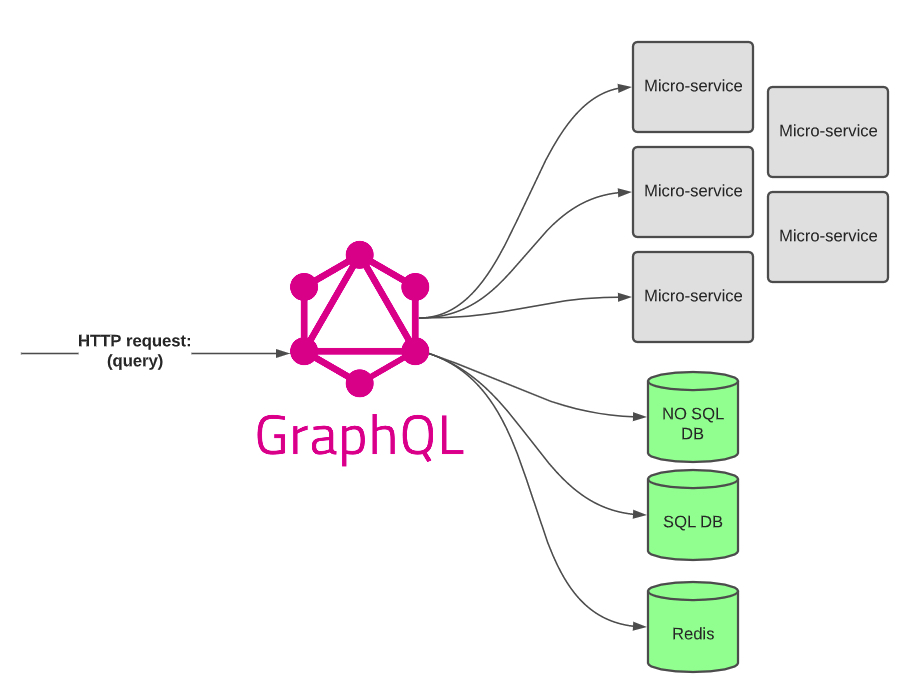 HTTP request:
(query)
GraphQL
Micro-service
Micro-service
Micro-service
Micro-service
Micro-service
NO SQL
DB
SQL DB
Redis